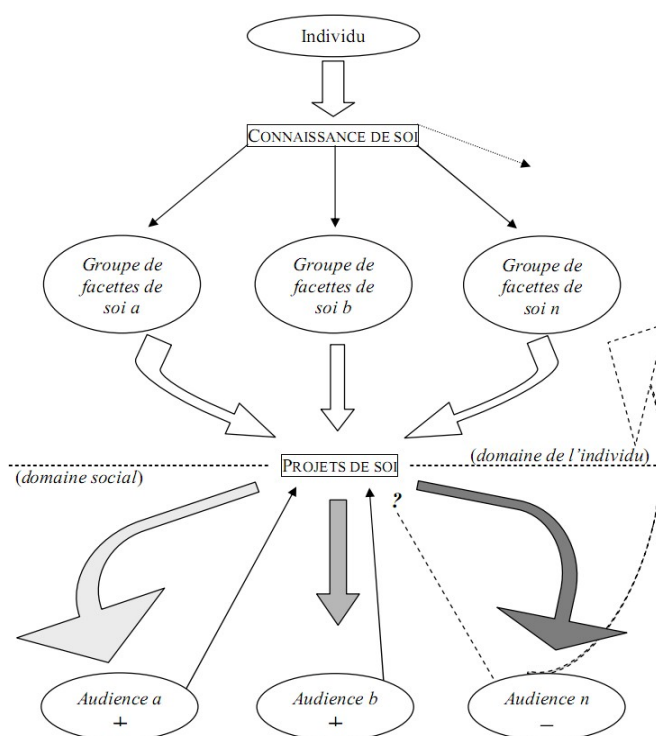 Individu
CONNAISSANCE DE SOI
Groupe de
facettes de
soi a
Groupe de
facettes de
soi b
Groupe de
facettes de
soi n
PROJETS DE SOI
(domaine de l'individu)
(domaine social)
?
Audience a
+
Audience b
+
Audience n
–